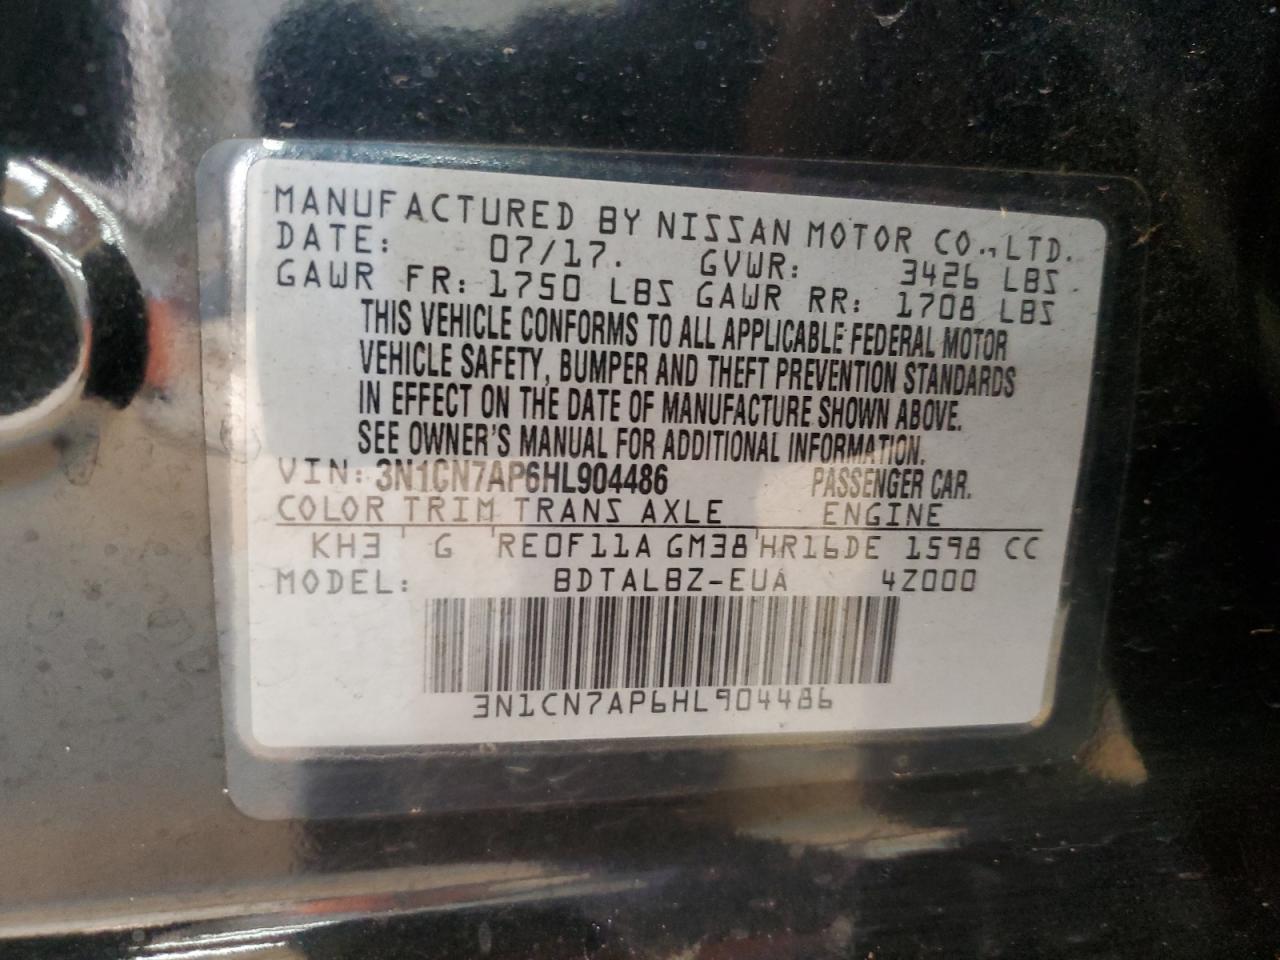 MANUFACTURED BY NISSAN MOTOR CO.,LTD.
DATE: 07/17. GVWR: 3426 LBS
GAWR FR: 1750 LBS GAWR RR: 1708 LBS
THIS VEHICLE CONFORMS TO ALL APPLICABLE FEDERAL MOTOR
VEHICLE SAFETY, BUMPER AND THEFT PREVENTION STANDARDS
IN EFFECT ON THE DATE OF MANUFACTURE SHOWN ABOVE.
SEE OWNER'S MANUAL FOR ADDITIONAL INFORMATION.
VIN: 3N1CN7AP6HL904486 PASSENGER CAR.
COLOR TRIM TRANS AXLE ENGINE
KH3 G RE0F11A GM38 HR16DE 1598 CC
MODEL: BDTALBZ-EUA 4Z000
3N1CN7AP6HL904486